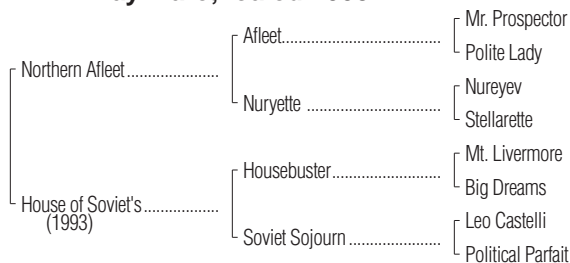 Mr. Prospector
Afleet
Polite Lady
Northern Afleet
Nureyev
Nuryette
Stellarette
Mt. Livermore
Housebuster
Big Dreams
House of Soviet's
(1993)
Leo Castelli
Soviet Sojourn
Political Parfait